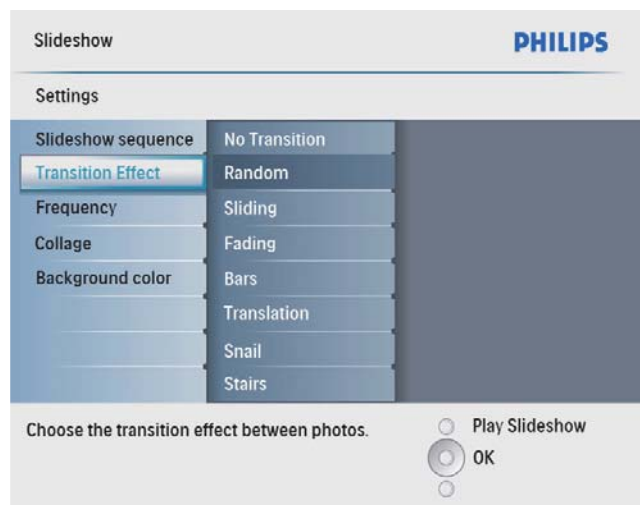 Slideshow
PHILIPS
Settings
Slideshow sequence
Transition Effect
Frequency
Collage
Background color
No Transition
Random
Sliding
Fading
Bars
Translation
Snail
Stairs
Choose the transition effect between photos.
Play Slideshow
OK